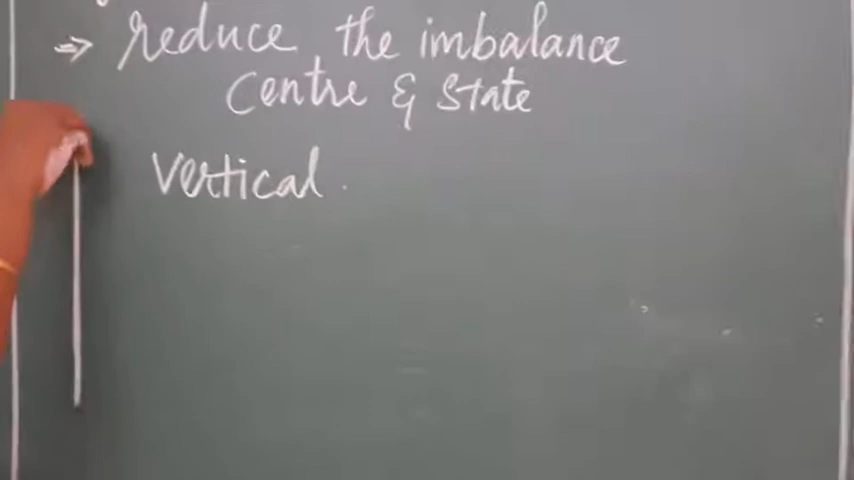 ⇒ reduce the imbalance
Centre & State
Vertical.